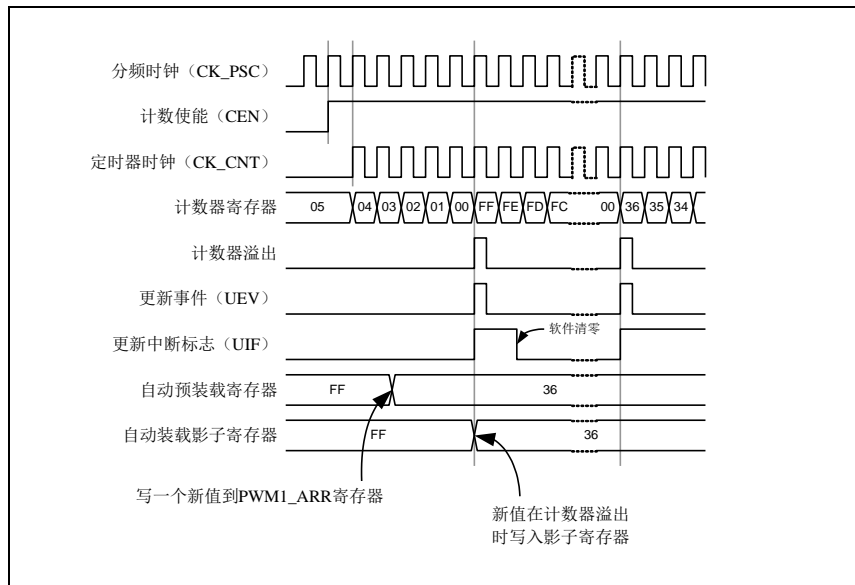 分频时钟（CK_PSC）
计数使能（CEN）
定时器时钟（CK_CNT）
计数器寄存器 05 04 03 02 01 00 FF FE FD FC 00 36 35 34
计数器溢出
更新事件（UEV）
更新中断标志（UIF） 软件清零
自动预装载寄存器 FF 36
自动装载影子寄存器 FF 36
写一个新值到PWM1_ARR寄存器
新值在计数器溢出
时写入影子寄存器